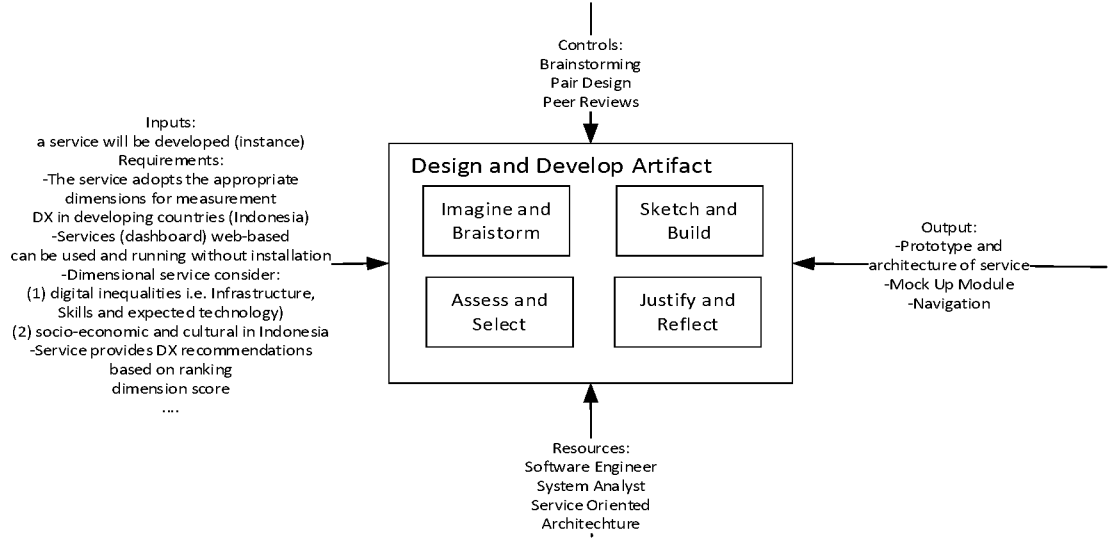 Controls:
Brainstorming
Pair Design
Peer Reviews
Inputs:
a service will be developed (instance)
Requirements:
-The service adopts the appropriate
dimensions for measurement
DX in developing countries (Indonesia)
-Services (dashboard) web-based
can be used and running without installation
-Dimensional service consider:
(1) digital inequalities i.e. Infrastructure,
Skills and expected technology)
(2) socio-economic and cultural in Indonesia
-Service provides DX recommendations
based on ranking
dimension score
....
Design and Develop Artifact
Imagine and
Braistorm
Sketch and
Build
Assess and
Select
Justify and
Reflect
Output:
-Prototype and
architecture of service
-Mock Up Module
-Navigation
Resources:
Software Engineer
System Analyst
Service Oriented
Architechture
.